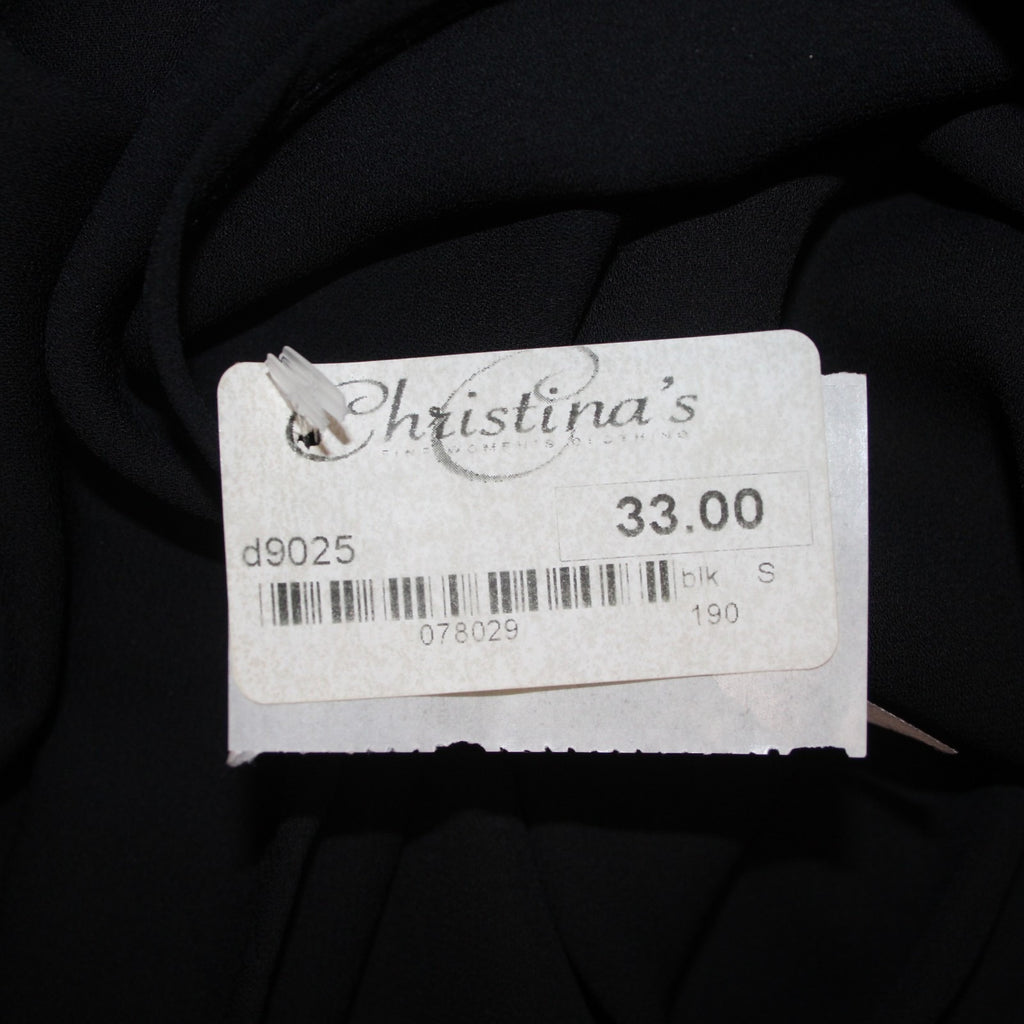 Christina's
FINE WOMEN'S CLOTHING
33.00
d9025
blk S
078029
190